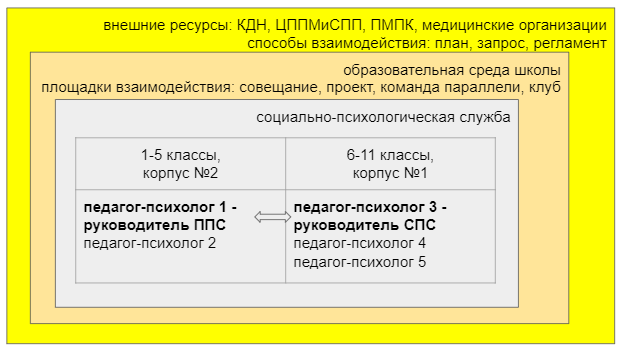 внешние ресурсы: КДН, ЦППМиСПП, ПМПК, медицинские организации
способы взаимодействия: план, запрос, регламент
образовательная среда школы
площадки взаимодействия: совещание, проект, команда параллели, клуб
социально-психологическая служба
1-5 классы,
корпус №2
6-11 классы,
корпус №1
педагог-психолог 1 -
руководитель ППС
педагог-психолог 2
педагог-психолог 3 -
руководитель СПС
педагог-психолог 4
педагог-психолог 5